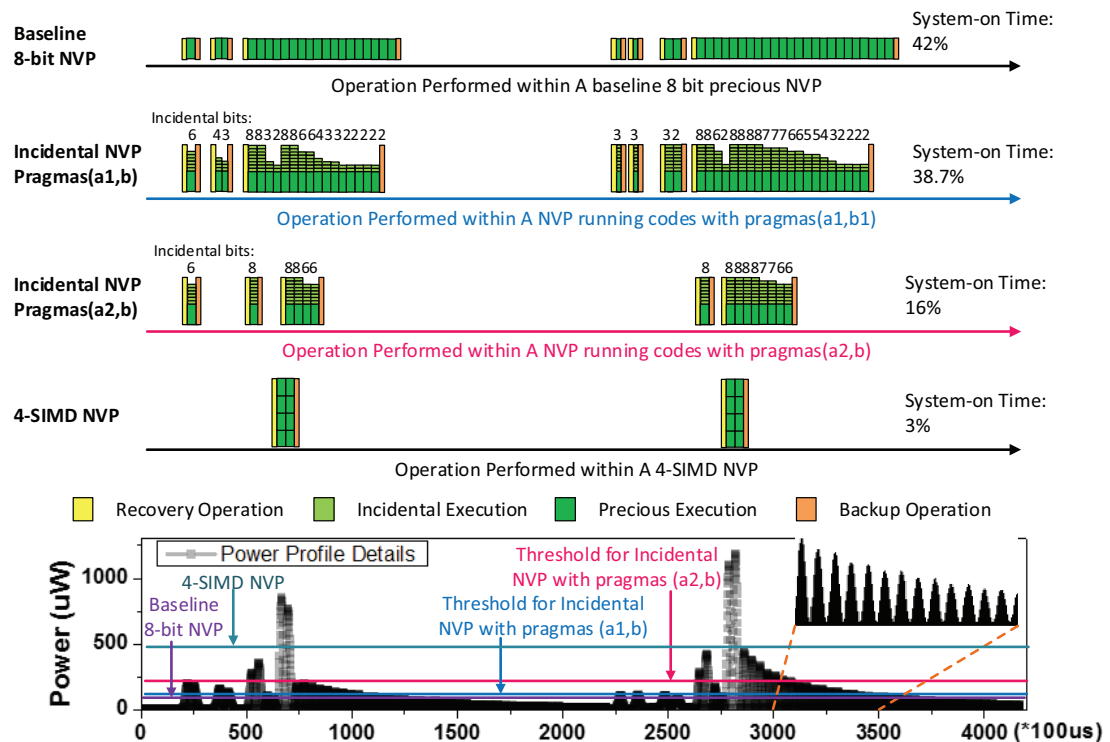 Baseline
8-bit NVP
System-on Time:
42%
Operation Performed within A baseline 8 bit precious NVP
Incidental bits:
6 43 88832886643322222 3 3 32 8862888877766554 32222
Incidental NVP
Pragmas(a1,b)
System-on Time:
38.7%
Operation Performed within A NVP running codes with pragmas(a1,b1)
Incidental bits:
6 8 8866 8 888887766
Incidental NVP
Pragmas(a2,b)
System-on Time:
16%
Operation Performed within A NVP running codes with pragmas(a2,b)
4-SIMD NVP
System-on Time:
3%
Operation Performed within A 4-SIMD NVP
Recovery Operation
Incidental Execution
Precious Execution
Backup Operation
Power Profile Details
4-SIMD NVP
Baseline
8-bit NVP
Threshold for Incidental
NVP with pragmas (a1,b)
Threshold for Incidental
NVP with pragmas (a2,b)
Power (uW)
1000
500
0
0 500 1000 1500 2000 2500 3000 3500 4000 (*100us)